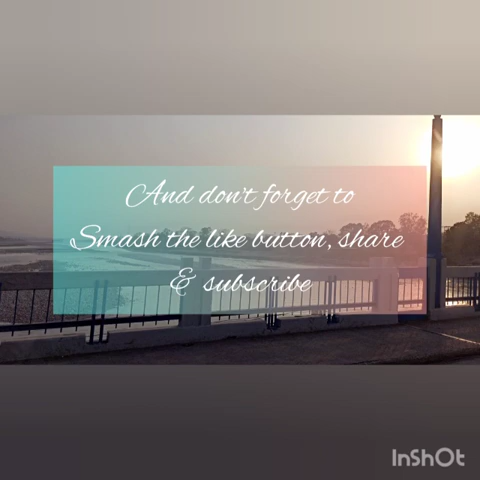 And don't forget to
Smash the like button, share
& subscribe
InShOt